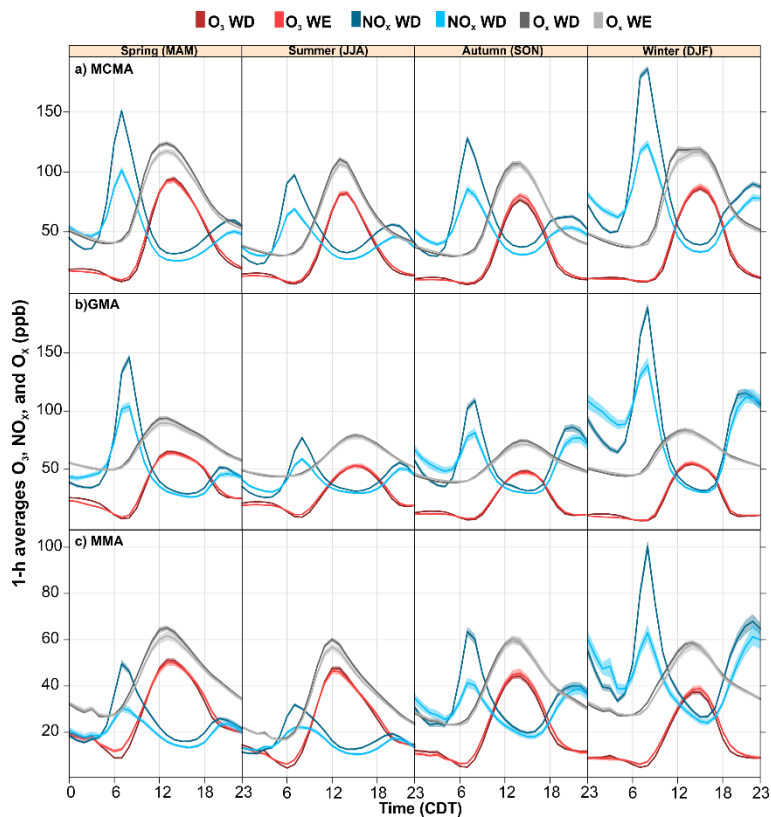 O₃ WD O₃ WE NOₓ WD NOₓ WD Oₓ WD Oₓ WE
Spring (MAM) Summer (JJA) Autumn (SON) Winter (DJF)
a) MCMA
150
100
50
b)GMA
150
100
50
c) MMA
100
80
60
40
20
1-h averages O₃, NOₓ, and Oₓ (ppb)
0 6 12 18 23 6 12 18 23 6 12 18 23 6 12 18 23
Time (CDT)